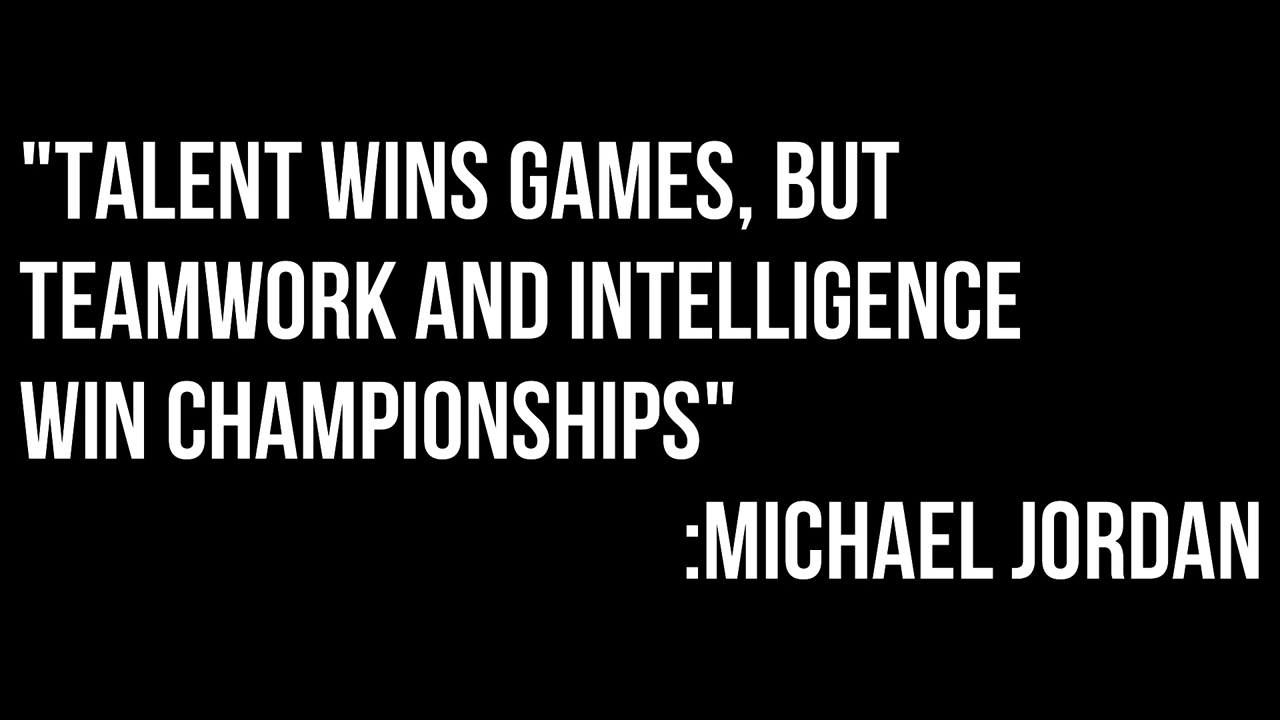 "TALENT WINS GAMES, BUT
TEAMWORK AND INTELLIGENCE
WIN CHAMPIONSHIPS"
:MICHAEL JORDAN